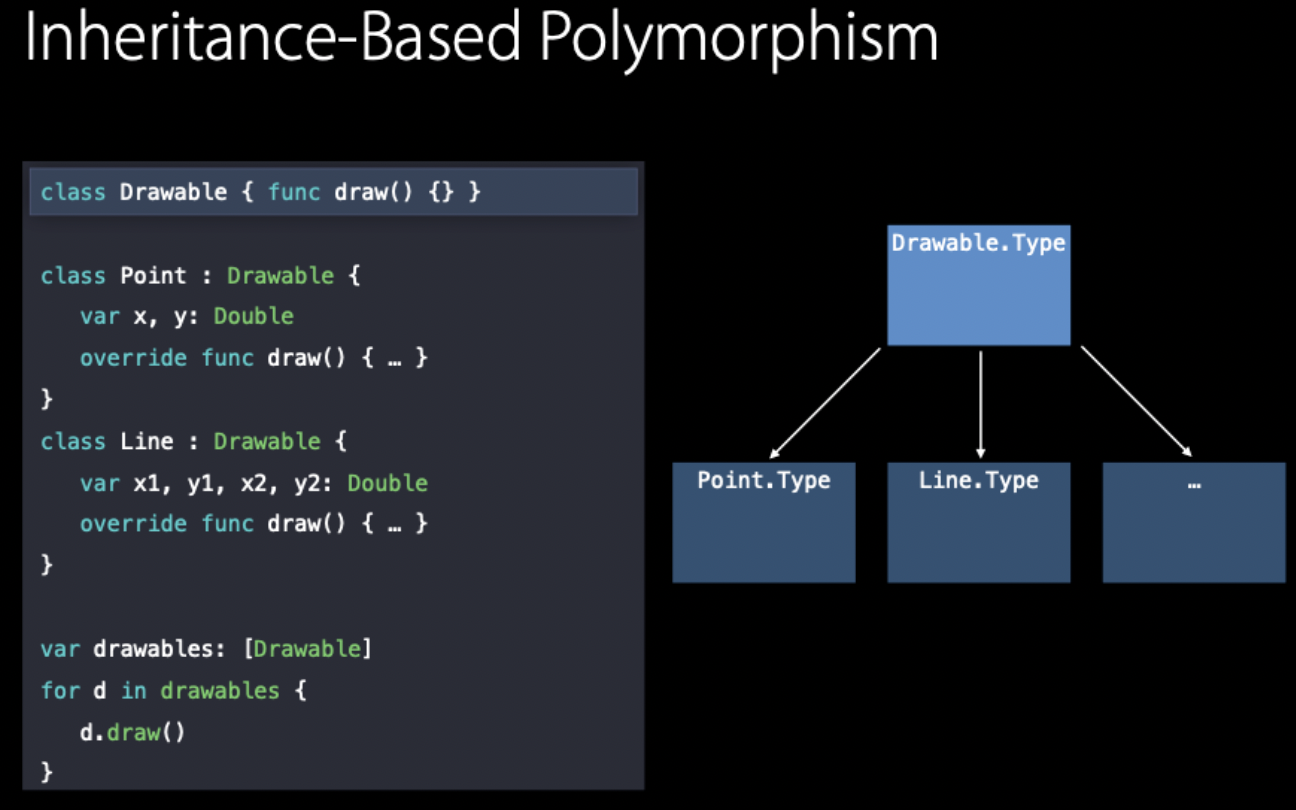 Inheritance-Based Polymorphism
class Drawable { func draw() {} }
class Point : Drawable {
   var x, y: Double
   override func draw() { … }
}
class Line : Drawable {
   var x1, y1, x2, y2: Double
   override func draw() { … }
}
var drawables: [Drawable]
for d in drawables {
   d.draw()
}
Drawable.Type
Point.Type
Line.Type
…